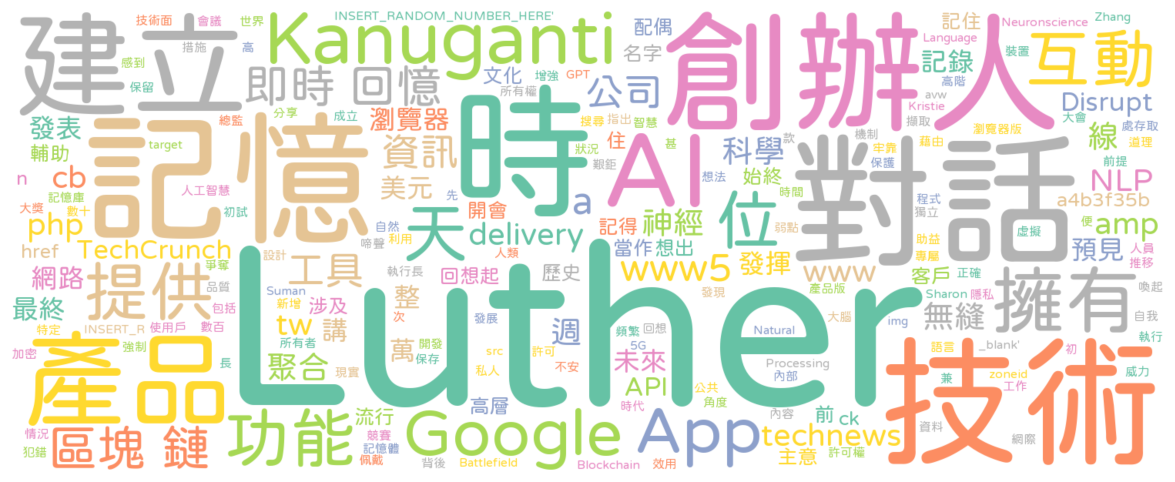 技術面 會議 世界 INSERT_RANDOM_NUMBER_HERE' 配偶 記住 Neuronscience Zhang
措施 高 Kanuganti 名字 創辦人 Language 裝置 互動
建立 感到 即時 回憶 文化 增強 GPT 記錄 高階 avw
保留 所有權 公司 Kristie 擷取 Disrupt
發表 總監 分享 成立 瀏覽器 搜尋 指出 智慧 款 機制 瀏覽器版 大會 處存取
輔助 target 記憶 時 狀況 甚 AI 科學 牢靠 藉由 線 道理
資訊 住 艱鉅 保護 前提
n cb 人工智慧 美元 先 a 想法 始終 對話 程式 NLP
記憶庫 大獎 數十 初試 開會 記得 神經 時間 位 獨立 a4b3f35b
php 自然 利用 天 delivery 當作 想出 弱點 助益 虛擬 便 amp
href TechCrunch 啼聲 人類 專屬 預見 人員
爭奪 設計 工具 執行長 回想起 歷史 www5 發揮 www 客戶 正確 推移
網路 提供 品質 Suman 整 發現 產品版 Sharon 隱私 喚起
最終 包括 新增 涉及 次 發展 週 頻繁 回想 Natural 大腦 無縫 擁有 自我
特定 INSERT_R 使用戶 數百 tw 講 Luther 5G img
所有者 萬 開發 src 許可 未來 語言 _blank' 初 執行
加密 產品 強制 長 聚合 現實 保存 私人 不安 Processing 內部 兼 zoneid 工作 威力
API 公共 技術
情況 功能 流行 高層 時代 角度 內容 前 ck 資料
犯錯 區塊 鏈 競賽 記憶體 Google App technews 網際
佩戴 背後 Battlefield Blockchain 效用 主意 許可權